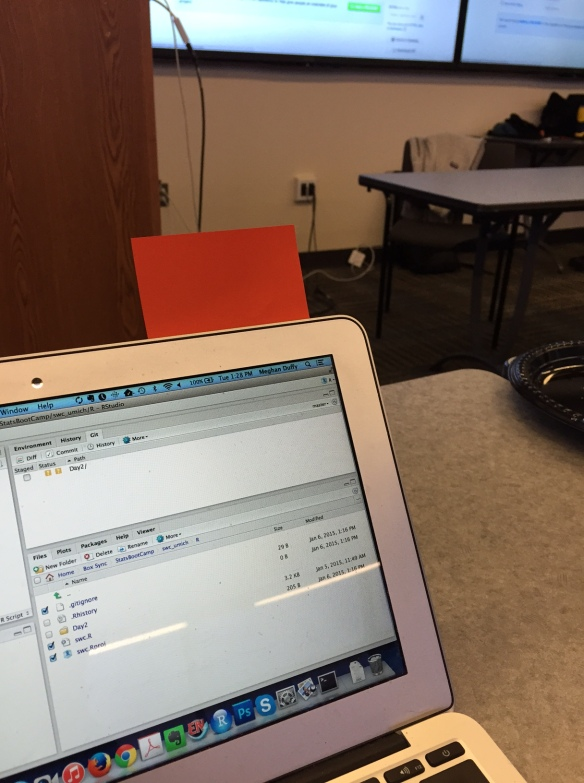 100% Tue 1:28 PM Meghan Duffy
Window Help
StatsBootCamp/swc_umich/R - RStudio
Environment History Git
Diff Commit History More
master
Staged Status Path
Day2/
Files Plots Packages Help Viewer
New Folder Delete Rename More
Home Box Sync StatsBootCamp swc_umich R
Name Size Modified
..
.gitignore 29 B Jan 6, 2015, 1:16 PM
.Rhistory 0 B Jan 6, 2015, 1:16 PM
Day2
swc.R 3.2 KB Jan 5, 2015, 11:49 AM
swc.Rproj 205 B Jan 6, 2015, 1:16 PM
R Script
R
Ps
S